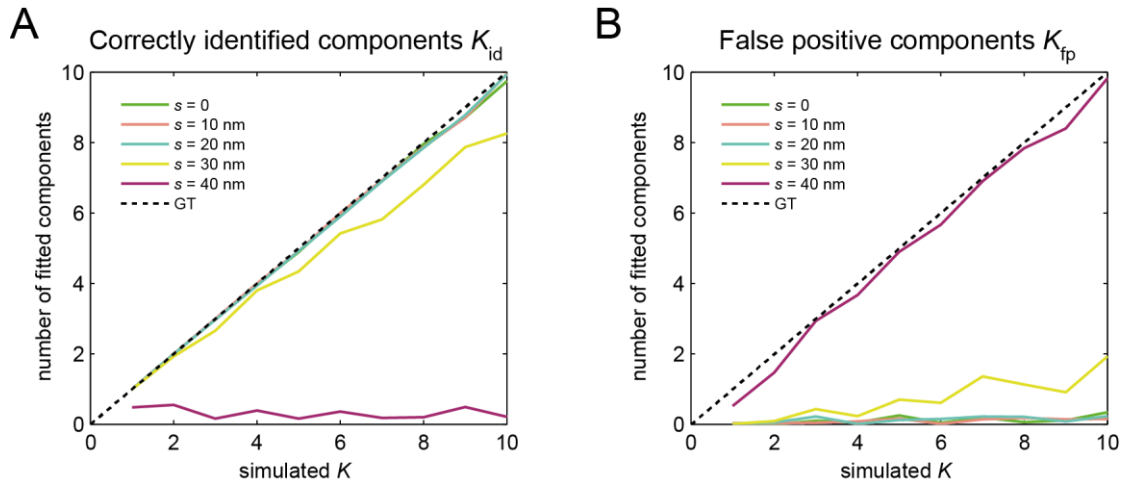 A
Correctly identified components Kid
number of fitted components
10
8
6
4
2
0
s = 0
s = 10 nm
s = 20 nm
s = 30 nm
s = 40 nm
GT
0 2 4 6 8 10
simulated K
B
False positive components Kfp
number of fitted components
10
8
6
4
2
0
s = 0
s = 10 nm
s = 20 nm
s = 30 nm
s = 40 nm
GT
0 2 4 6 8 10
simulated K